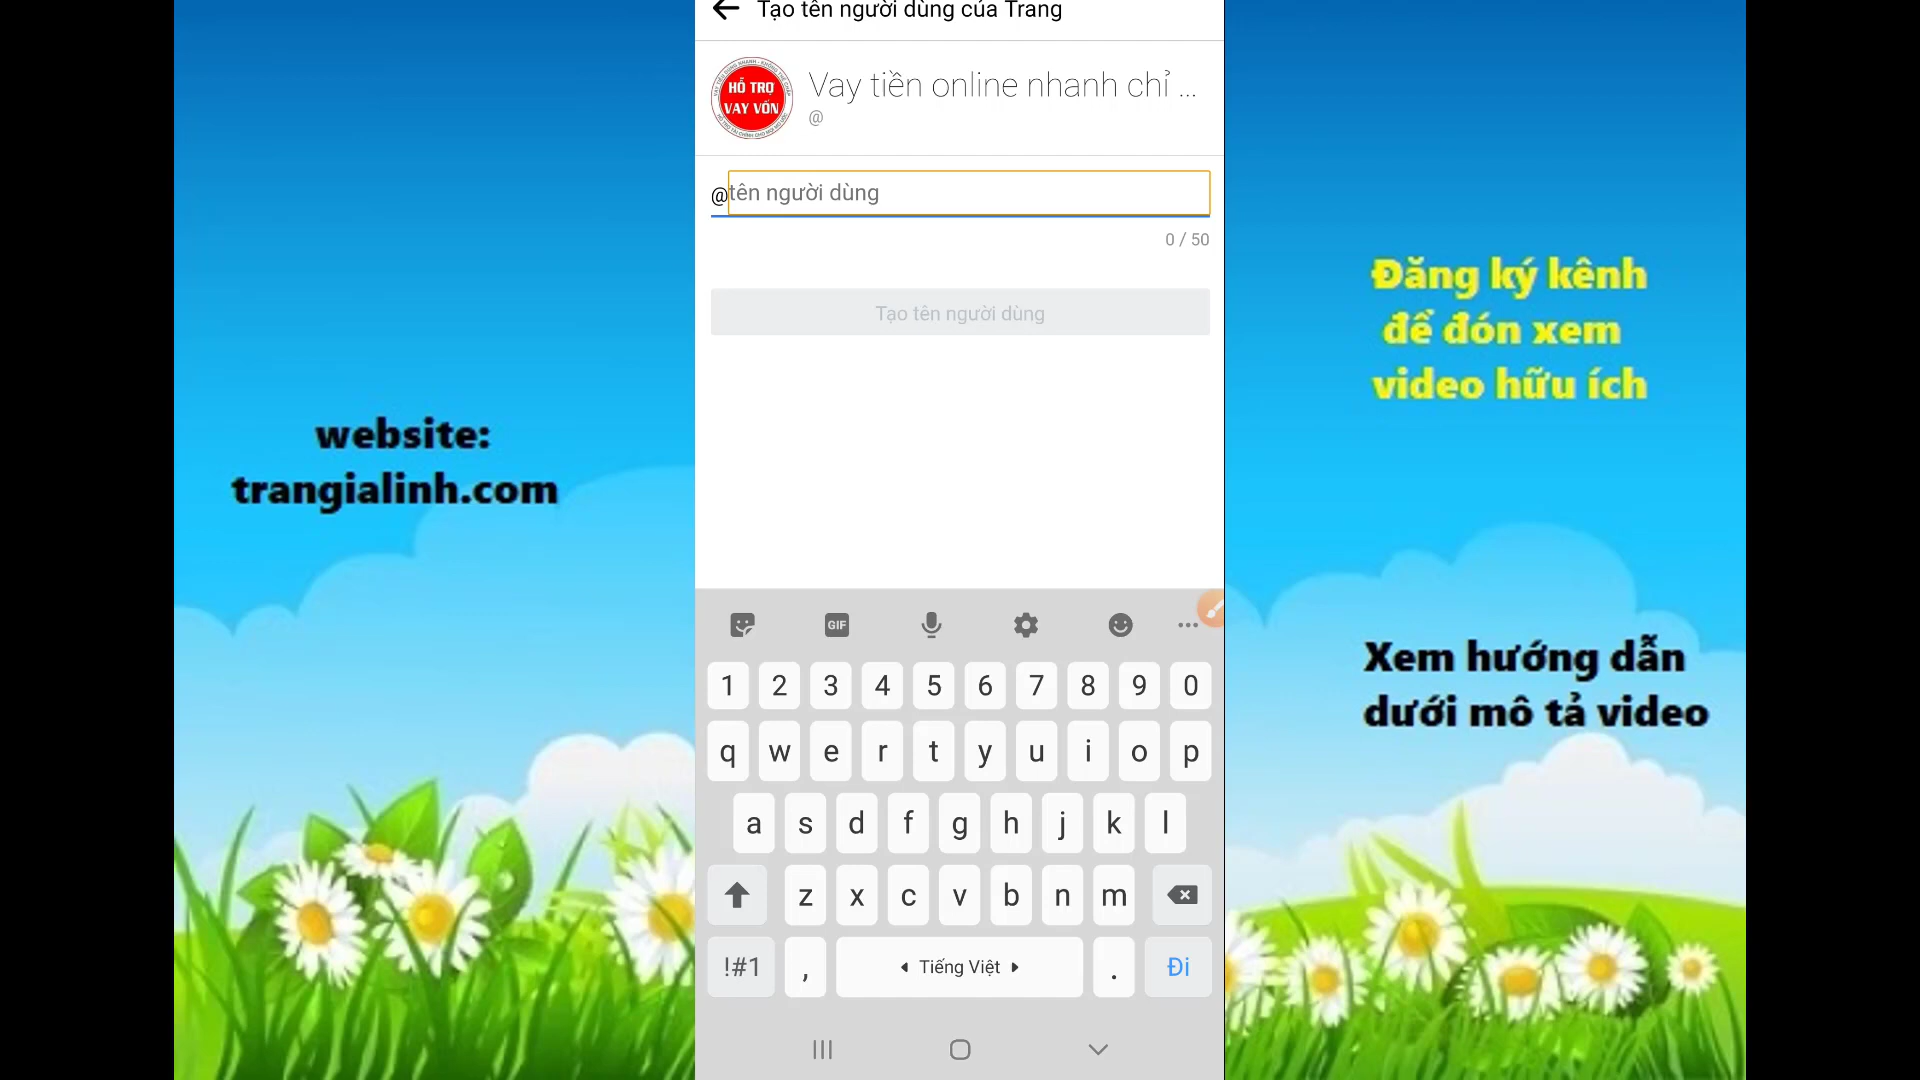 Tạo tên người dùng của Trang
HỖ TRỢ
VAY VỐN
Vay tiền online nhanh chỉ ...
@
@tên người dùng
0 / 50
Tạo tên người dùng
website:
trangialinh.com
Đăng ký kênh
để đón xem
video hữu ích
Xem hướng dẫn
dưới mô tả video
GIF
1 2 3 4 5 6 7 8 9 0
q w e r t y u i o p
a s d f g h j k l
z x c v b n m
!#1 , Tiếng Việt . Đi